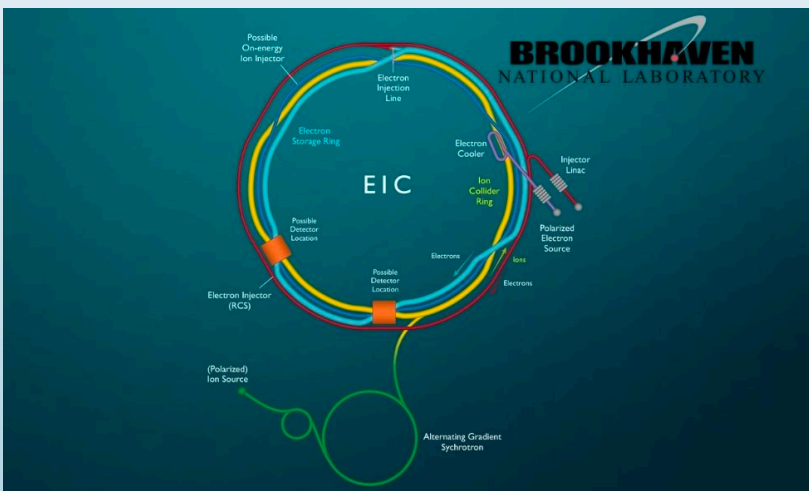 BROOKHAVEN
NATIONAL LABORATORY
Possible
On-energy
Ion Injector
Electron
Injection
Line
Electron
Storage Ring
Electron
Cooler
Injector
Linac
EIC
Ion
Collider
Ring
Possible
Detector
Location
Polarized
Electron
Source
Electrons
Ions
Possible
Detector
Location
Electrons
Electron Injector
(RCS)
(Polarized)
Ion Source
Alternating Gradient
Sychrotron